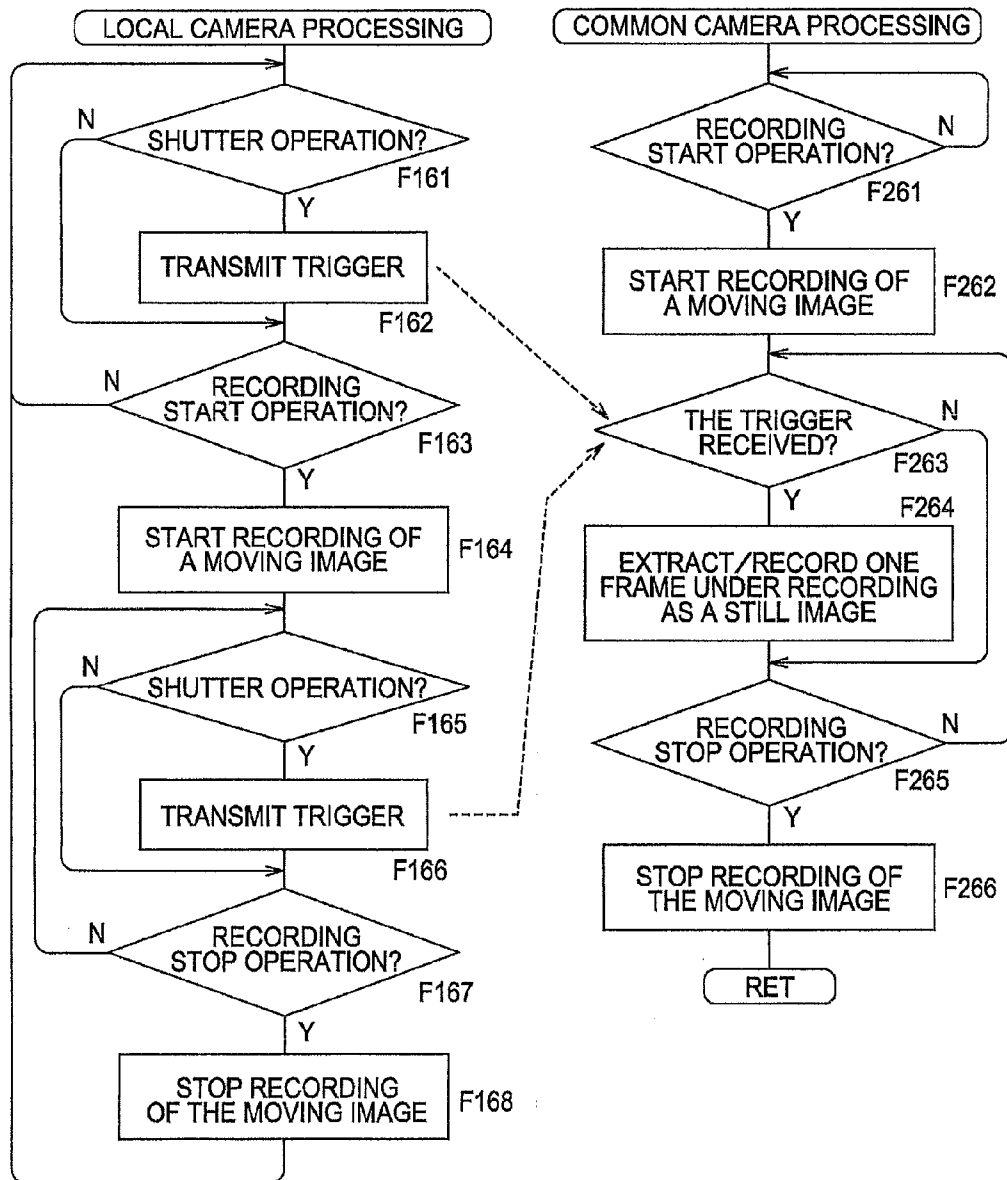 LOCAL CAMERA PROCESSING
N
SHUTTER OPERATION?
F161
Y
TRANSMIT TRIGGER
F162
N
RECORDING
START OPERATION?
F163
Y
START RECORDING OF
A MOVING IMAGE
F164
N
SHUTTER OPERATION?
F165
Y
TRANSMIT TRIGGER
F166
N
RECORDING
STOP OPERATION?
F167
Y
STOP RECORDING
OF THE MOVING IMAGE
F168
COMMON CAMERA PROCESSING
RECORDING
START OPERATION?
N
F261
Y
START RECORDING OF
A MOVING IMAGE
F262
THE TRIGGER
RECEIVED?
N
F263
Y
F264
EXTRACT/RECORD ONE
FRAME UNDER RECORDING
AS A STILL IMAGE
RECORDING
STOP OPERATION?
N
F265
Y
STOP RECORDING OF
THE MOVING IMAGE
F266
RET